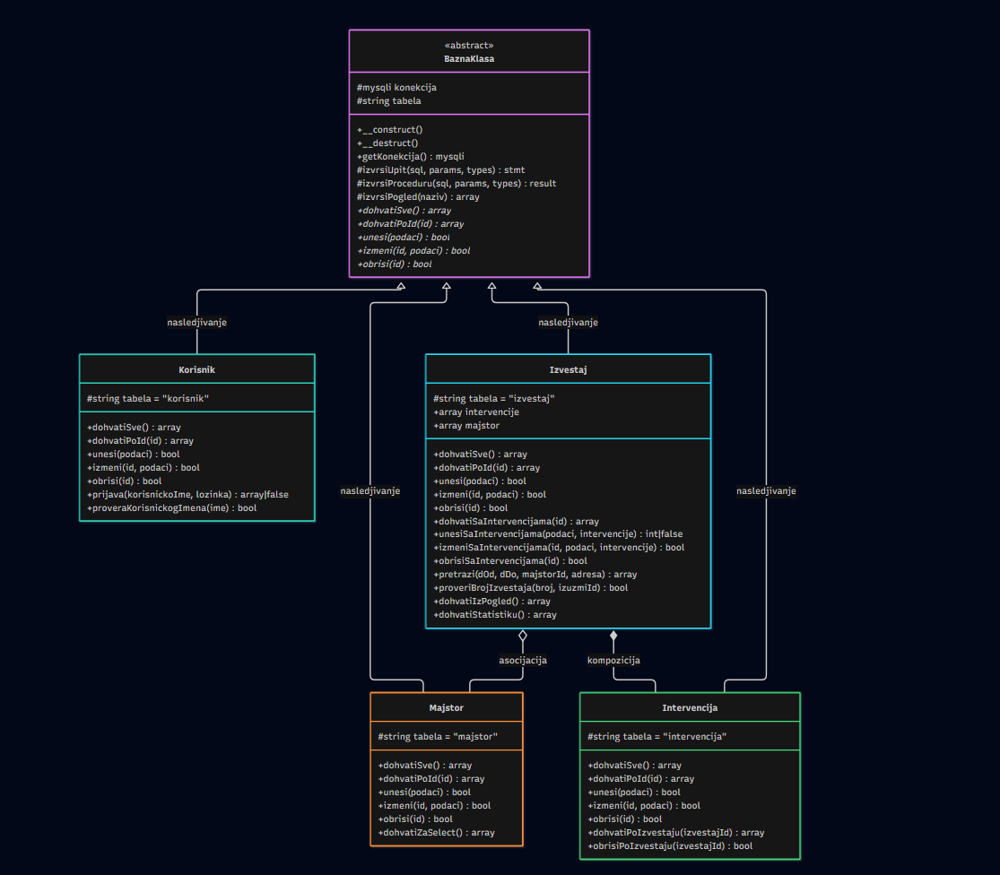 «abstract»
BaznaKlasa
#mysqli konekcija
#string tabela
+__construct()
+__destruct()
+getKonekcija() : mysqli
#izvrsiUpit(sql, params, types) : stmt
#izvrsiProceduru(sql, params, types) : result
#izvrsiPogled(naziv) : array
+dohvatiSve() : array
+dohvatiPoId(id) : array
+unesi(podaci) : bool
+izmeni(id, podaci) : bool
+obrisi(id) : bool
nasledjivanje
nasledjivanje
Korisnik
#string tabela = "korisnik"
+dohvatiSve() : array
+dohvatiPoId(id) : array
+unesi(podaci) : bool
+izmeni(id, podaci) : bool
+obrisi(id) : bool
+prijava(korisnickoIme, lozinka) : array|false
+proveraKorisnickogImena(ime) : bool
nasledjivanje
Izvestaj
#string tabela = "izvestaj"
+array intervencije
+array majstor
+dohvatiSve() : array
+dohvatiPoId(id) : array
+unesi(podaci) : bool
+izmeni(id, podaci) : bool
+obrisi(id) : bool
+dohvatiSaIntervencijama(id) : array
+unesiSaIntervencijama(podaci, intervencije) : int|false
+izmeniSaIntervencijama(id, podaci, intervencije) : bool
+obrisiSaIntervencijama(id) : bool
+pretrazi(dOd, dDo, majstorId, adresa) : array
+proveriBrojIzvestaja(broj, izuzmiId) : bool
+dohvatiIzPogled() : array
+dohvatiStatistiku() : array
nasledjivanje
asocijacija
kompozicija
Majstor
#string tabela = "majstor"
+dohvatiSve() : array
+dohvatiPoId(id) : array
+unesi(podaci) : bool
+izmeni(id, podaci) : bool
+obrisi(id) : bool
+dohvatiZaSelect() : array
Intervencija
#string tabela = "intervencija"
+dohvatiSve() : array
+dohvatiPoId(id) : array
+unesi(podaci) : bool
+izmeni(id, podaci) : bool
+obrisi(id) : bool
+dohvatiPoIzvestaju(izvestajId) : array
+obrisiPoIzvestaju(izvestajId) : bool